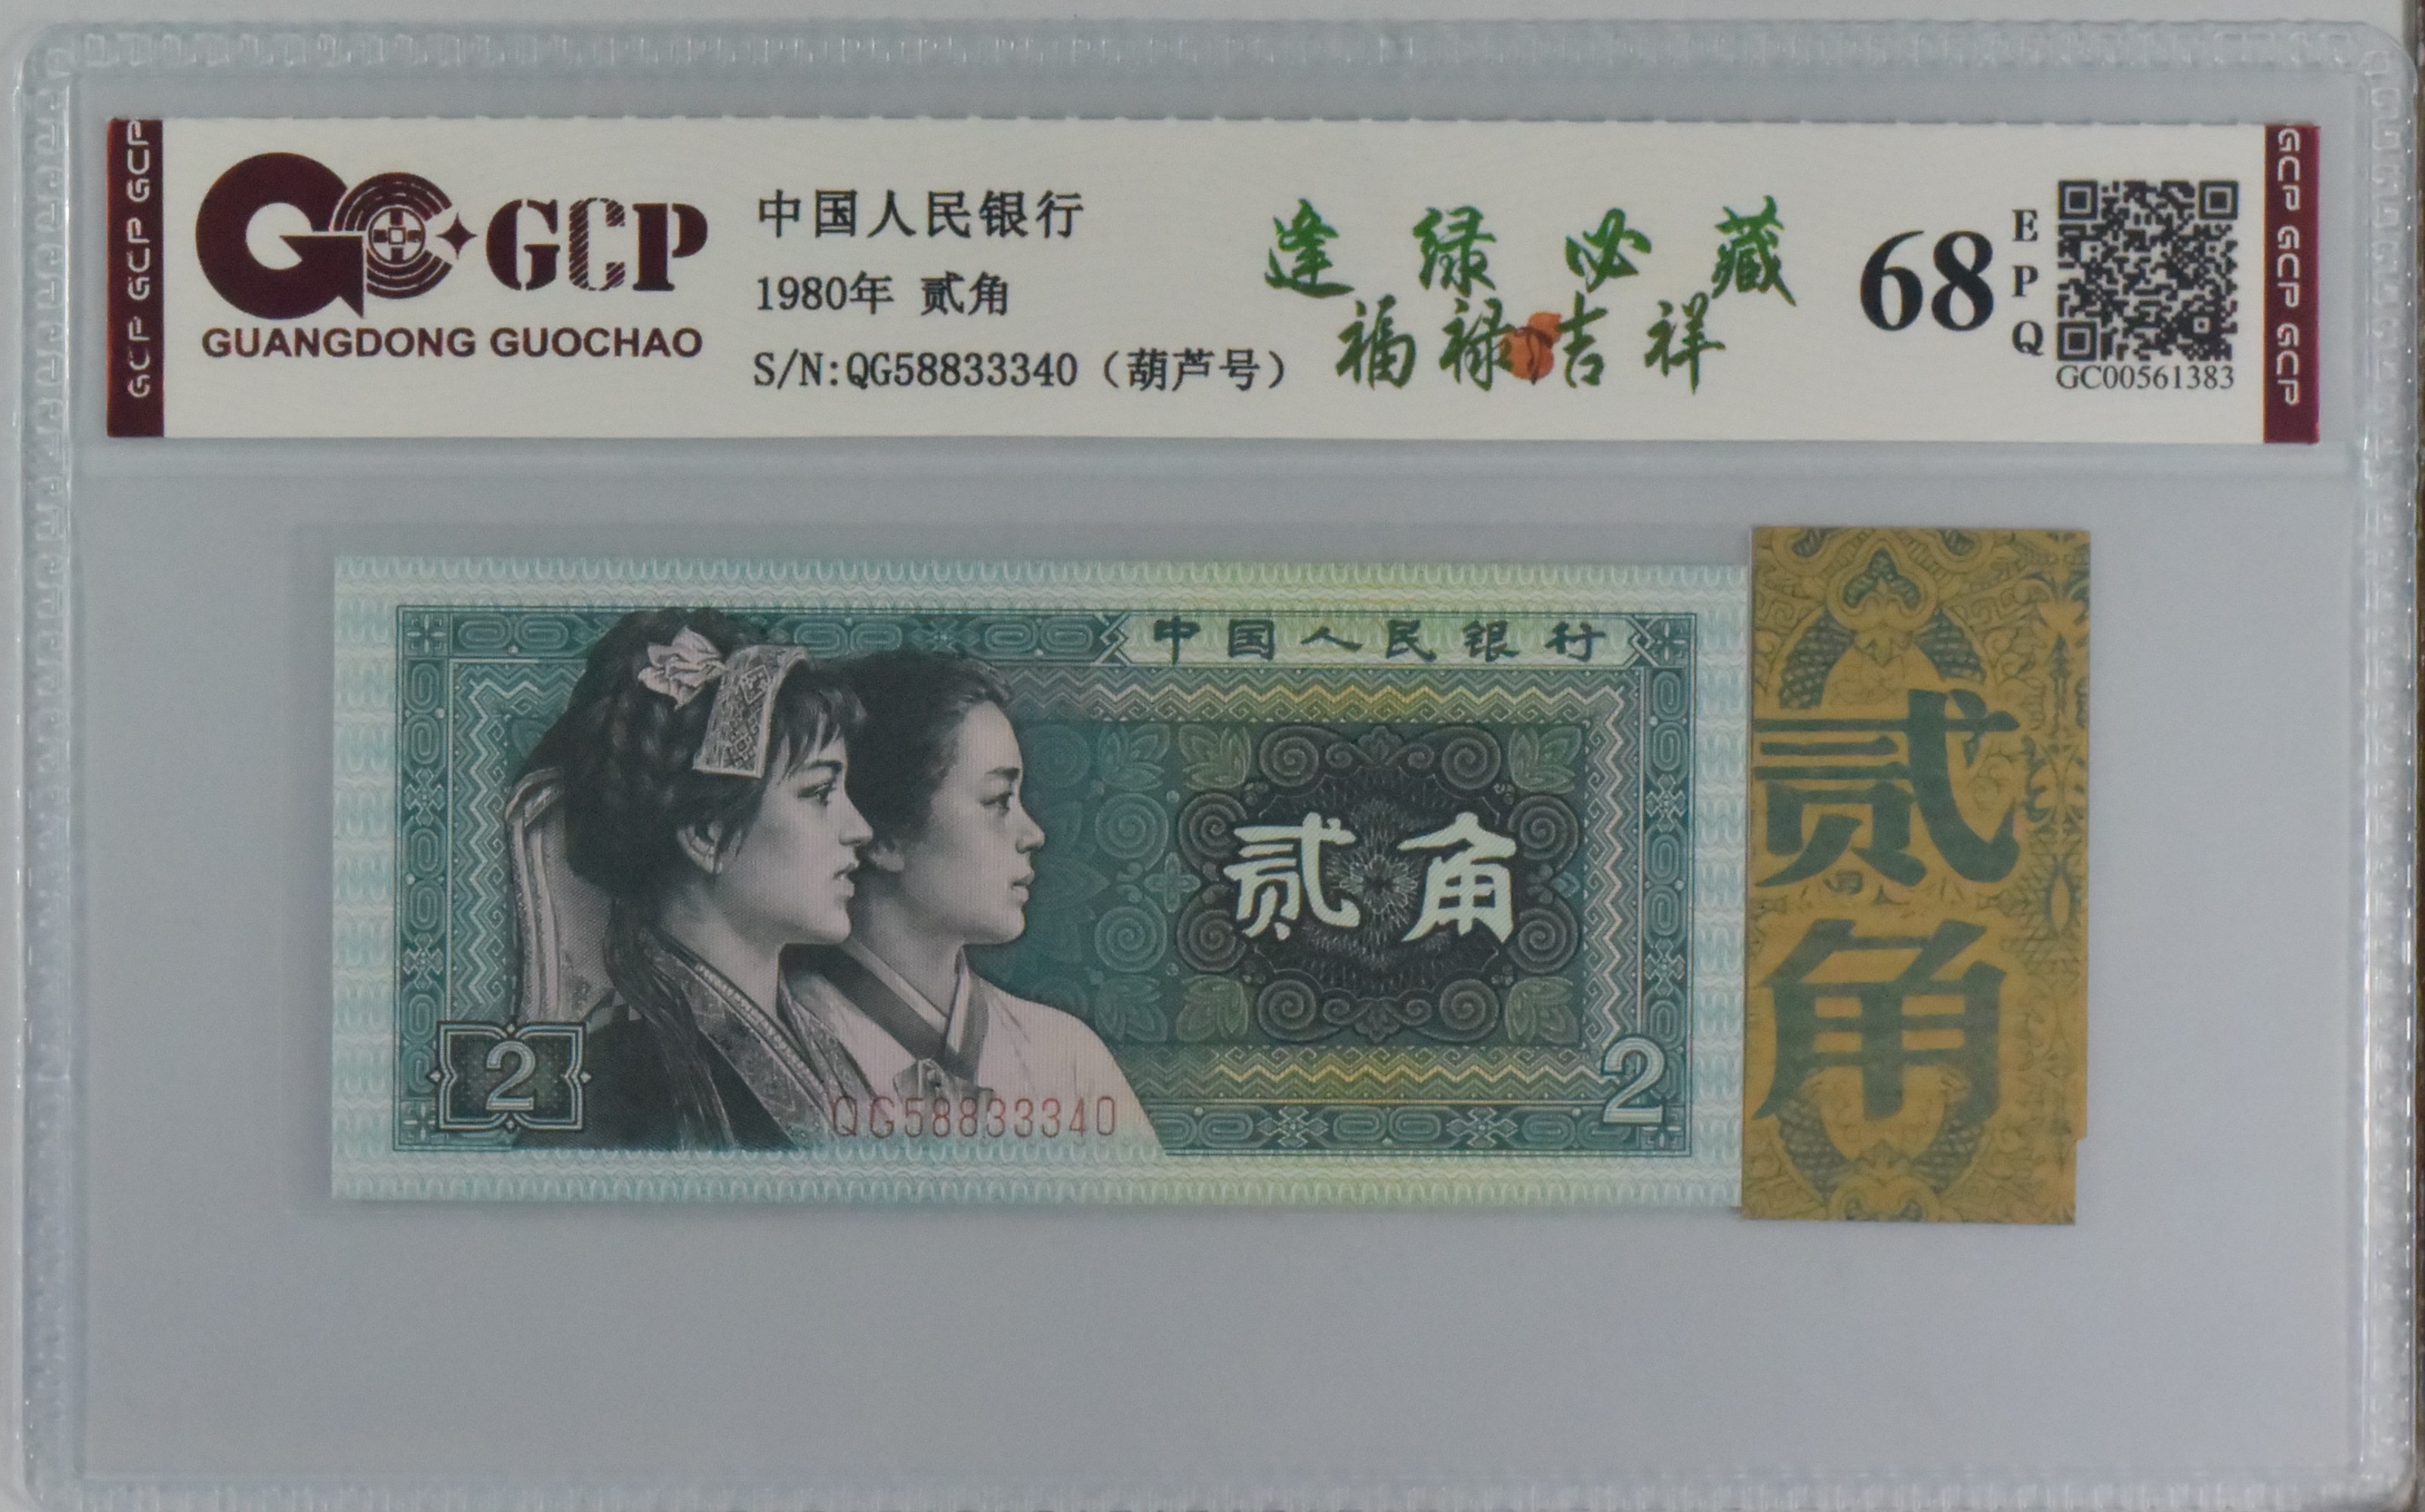 GCP GCP GCP
GCP
GUANGDONG GUOCHAO
中国人民银行
1980年 贰角
S/N:QG58833340（葫芦号）
逢绿必藏
福禄吉祥
68
EPQ
GC00561383
GCP GCP GCP
中国人民银行
贰角
2
2
QG58833340
贰角